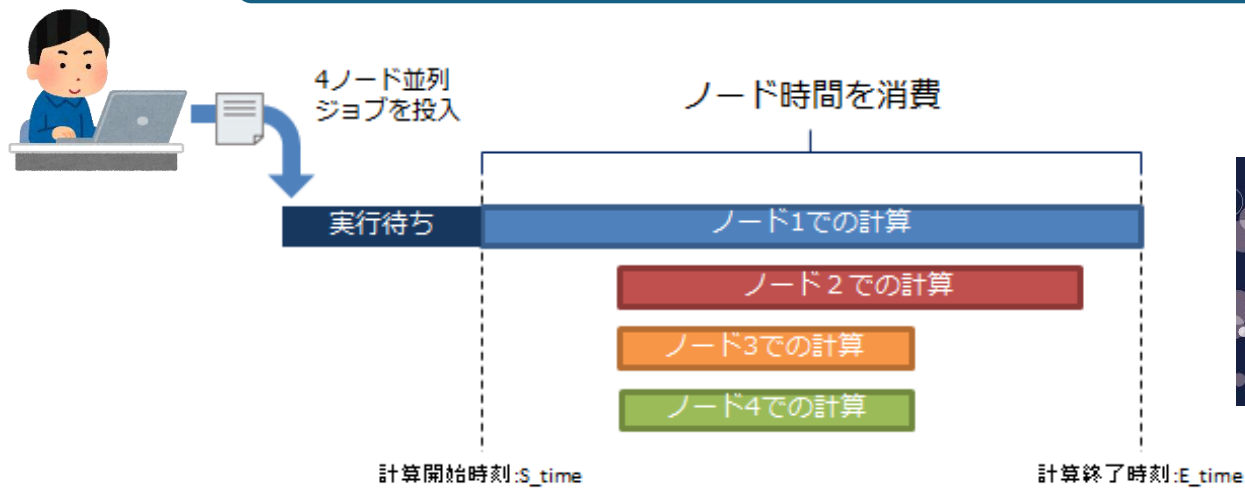 4ノード並列
ジョブを投入
ノード時間を消費
実行待ち
ノード1での計算
ノード２での計算
ノード3での計算
ノード4での計算
計算開始時刻:S_time
計算終了時刻:E_time